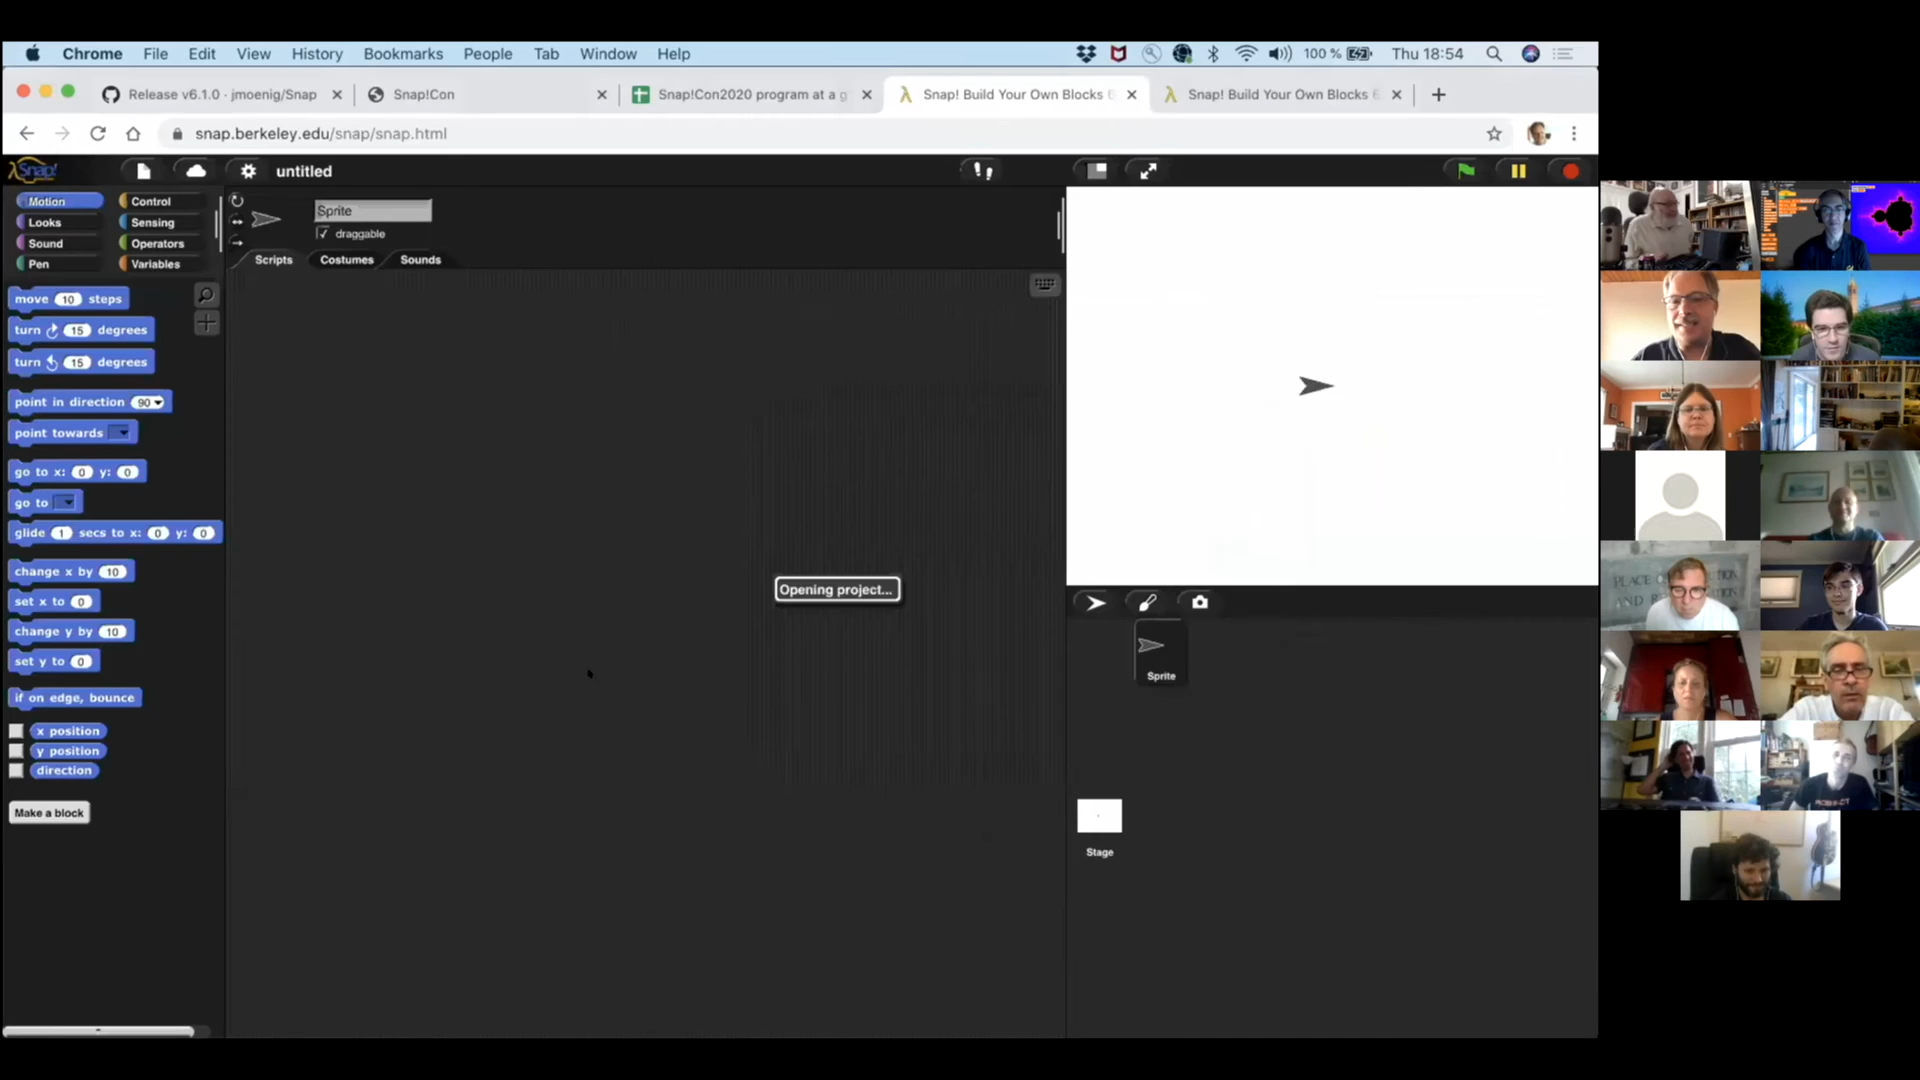 Chrome File Edit View History Bookmarks People Tab Window Help 100 % Thu 18:54
Release v6.1.0 · jmoenig/Snap Snap!Con Snap!Con2020 program at a g Snap! Build Your Own Blocks 6 Snap! Build Your Own Blocks 6
snap.berkeley.edu/snap/snap.html
Snap! untitled
Motion Control
Looks Sensing
Sound Operators
Pen Variables
Sprite
draggable
Scripts Costumes Sounds
move 10 steps
turn 15 degrees
turn 15 degrees
point in direction 90
point towards
go to x: 0 y: 0
go to
glide 1 secs to x: 0 y: 0
change x by 10
set x to 0
change y by 10
set y to 0
if on edge, bounce
x position
y position
direction
Make a block
Opening project...
Sprite
Stage